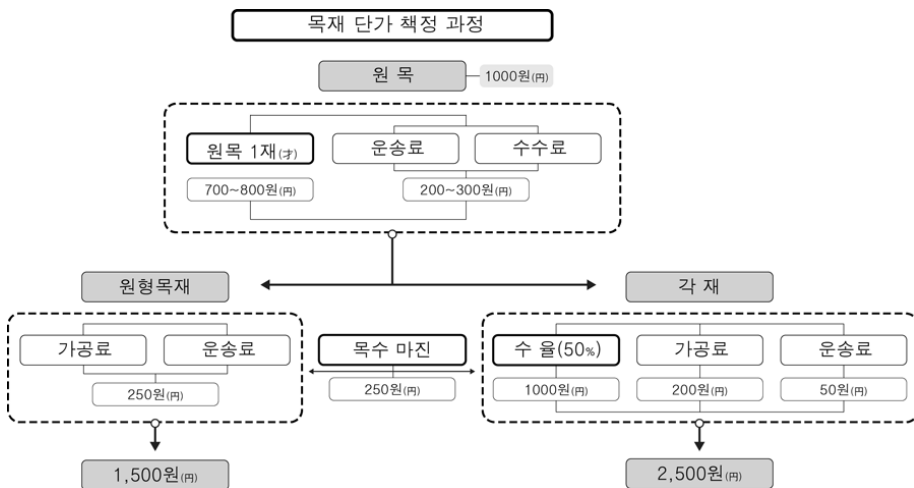 목재 단가 책정 과정
원 목
1000원(円)
원목 1재(才)
운송료
수수료
700~800원(円)
200~300원(円)
원형목재
각 재
가공료
운송료
목수 마진
수 율(50%)
가공료
운송료
250원(円)
250원(円)
1000원(円)
200원(円)
50원(円)
1,500원(円)
2,500원(円)